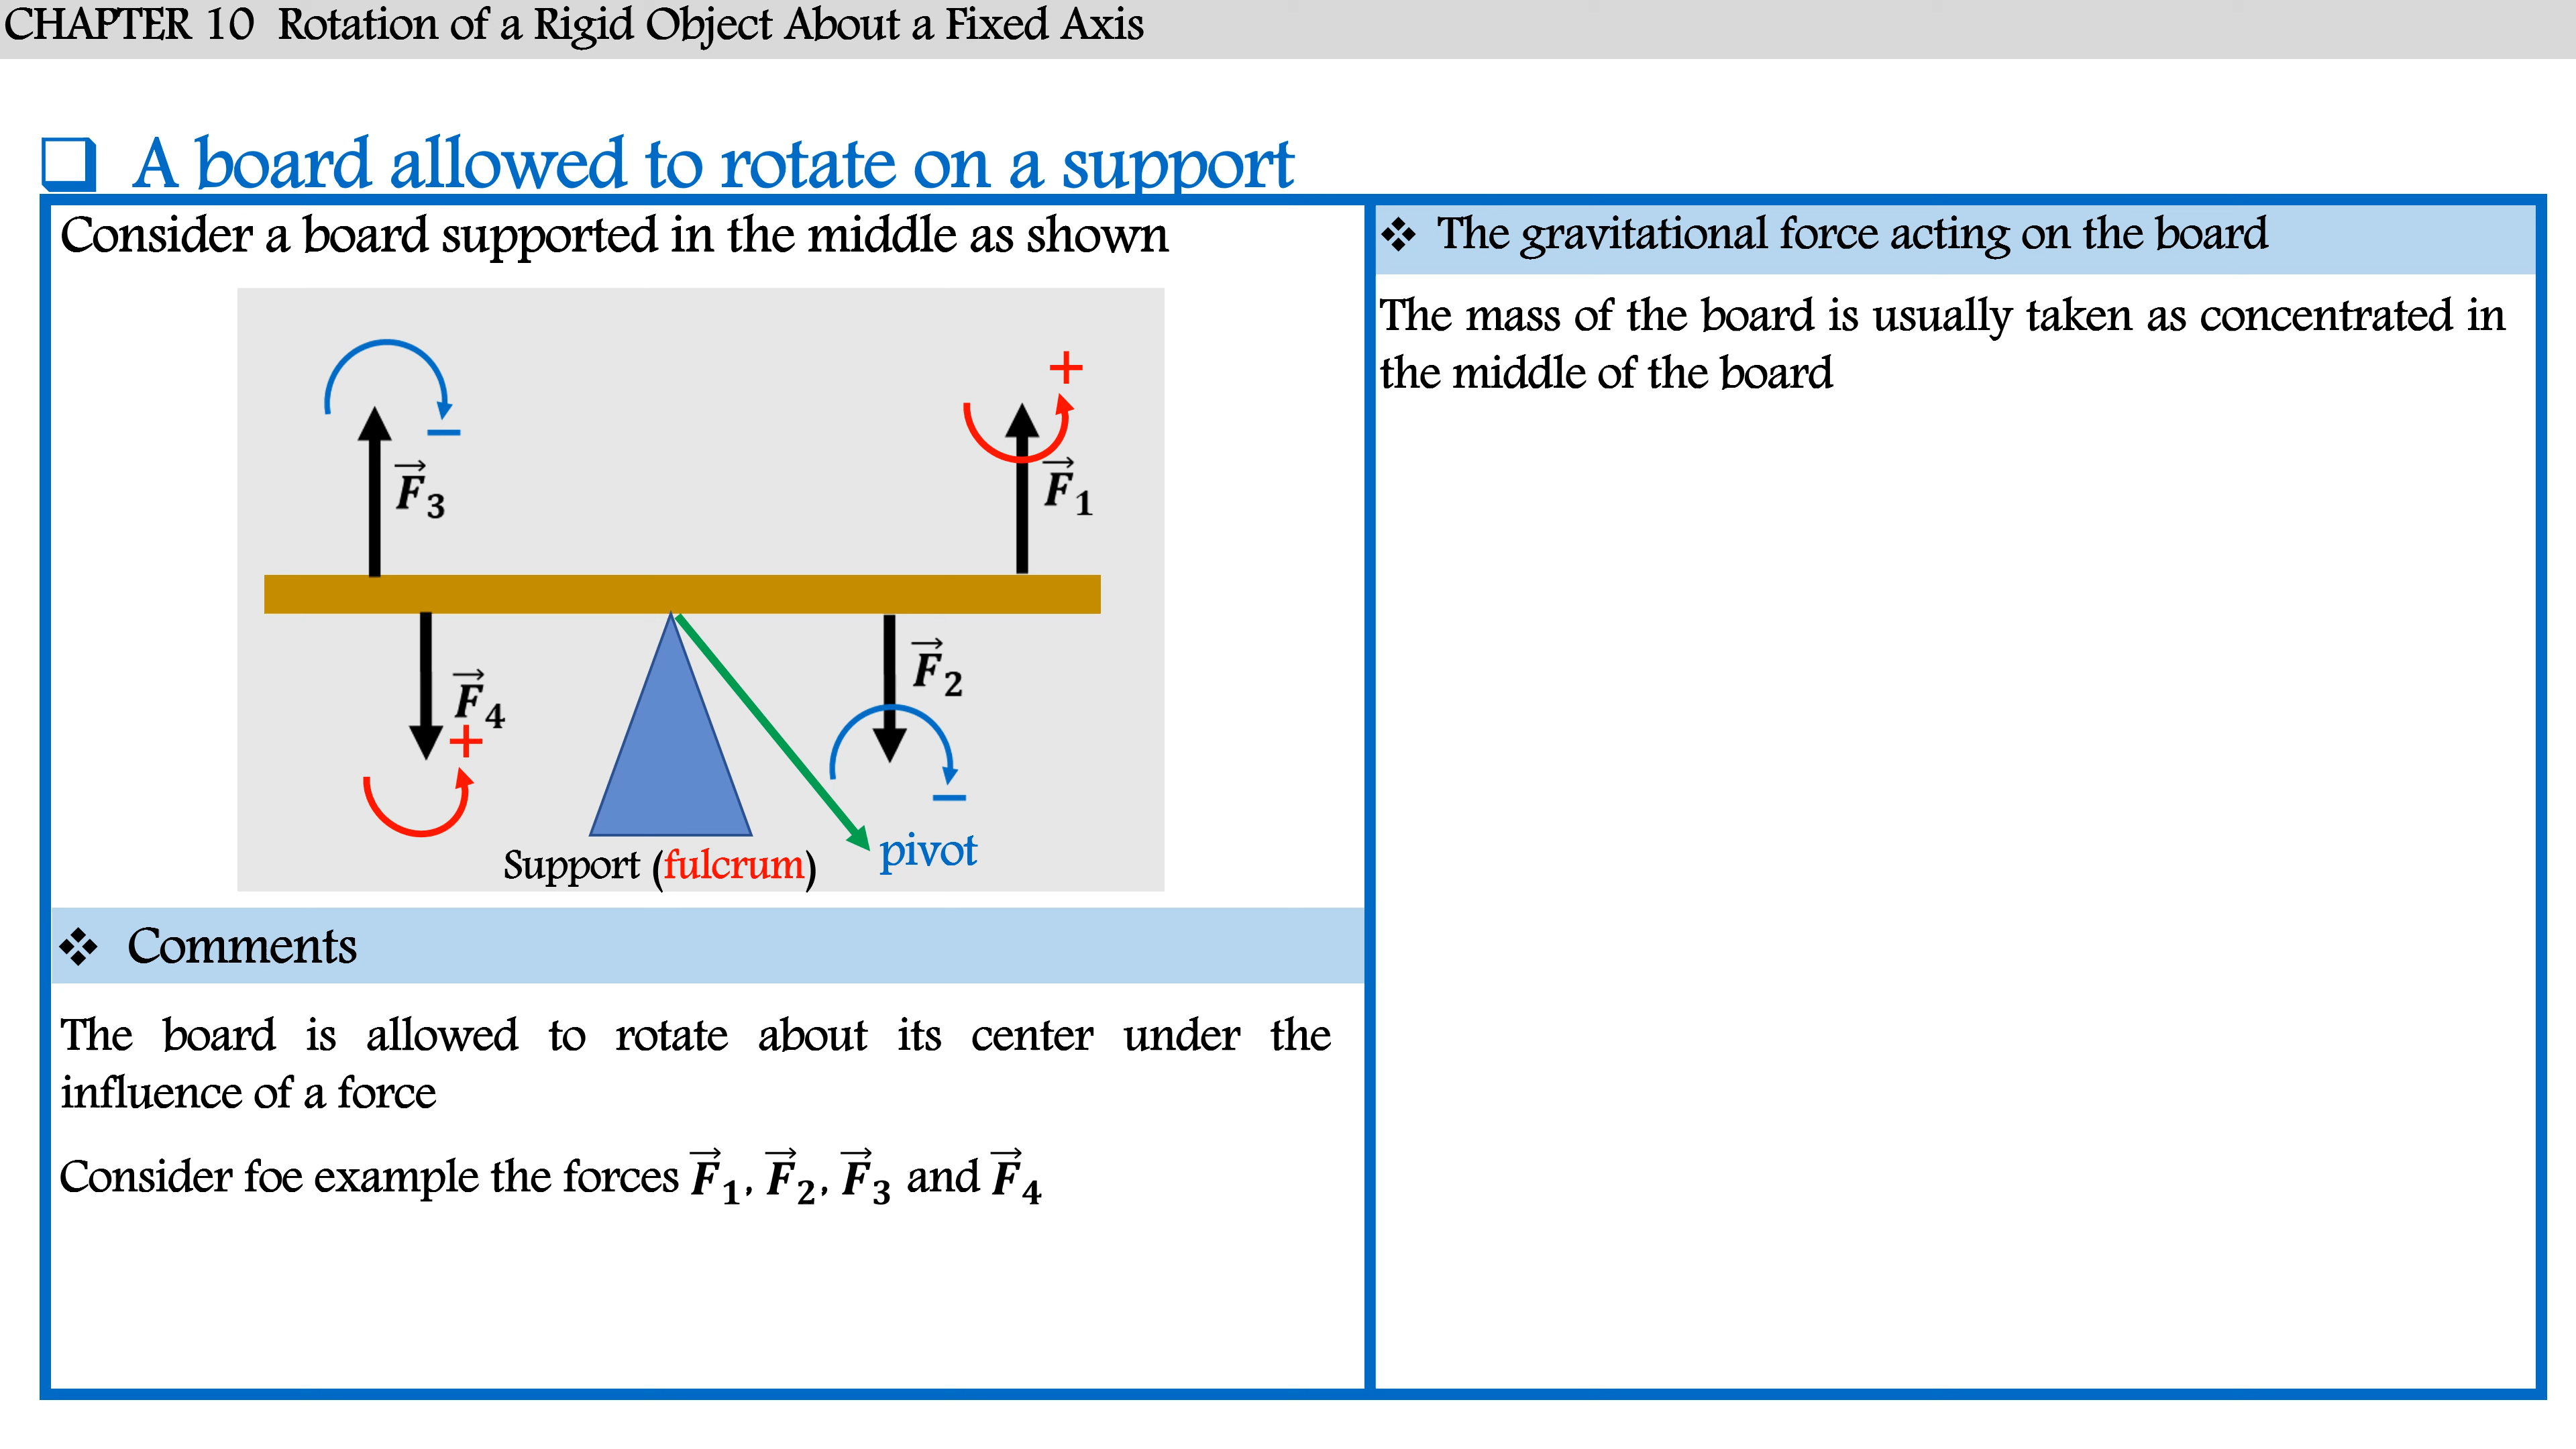 CHAPTER 10 Rotation of a Rigid Object About a Fixed Axis
❑ A board allowed to rotate on a support
Consider a board supported in the middle as shown
+
−
F⃗₃
F⃗₁
F⃗₂
F⃗₄
+
−
pivot
Support (fulcrum)
❖ Comments
The board is allowed to rotate about its center under the
influence of a force
Consider foe example the forces F⃗₁, F⃗₂, F⃗₃ and F⃗₄
❖ The gravitational force acting on the board
The mass of the board is usually taken as concentrated in
the middle of the board